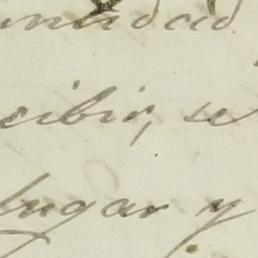 cibir, se
lugar y